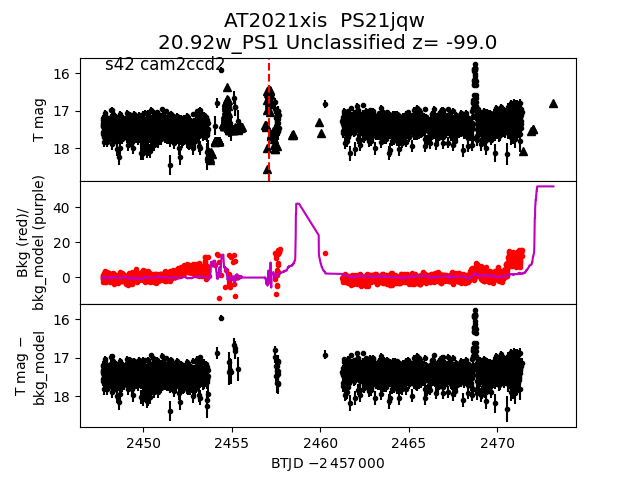 AT2021xis  PS21jqw
20.92w_PS1 Unclassified z= -99.0
s42 cam2ccd2
T mag
16
17
18
Bkg (red)/
bkg_model (purple)
40
20
0
T mag −
bkg_model
16
17
18
2450 2455 2460 2465 2470
BTJD −2 457 000